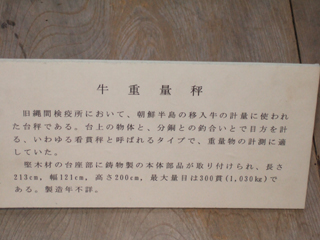 牛重量秤
旧縄間検疫所において、朝鮮半島の移入牛の計量に使われ
た台秤である。台上の物体と、分銅との釣合いとで目方を計
る、いわゆる看貫秤と呼ばれるタイプで、重量物の計測に適
していた。
堅木材の台座部に鋳物製の本体部品が取り付けられ、長さ
213cm，幅121cm，高さ200cm，最大量目は300貫(1,030kg)で
ある。製造年不詳。